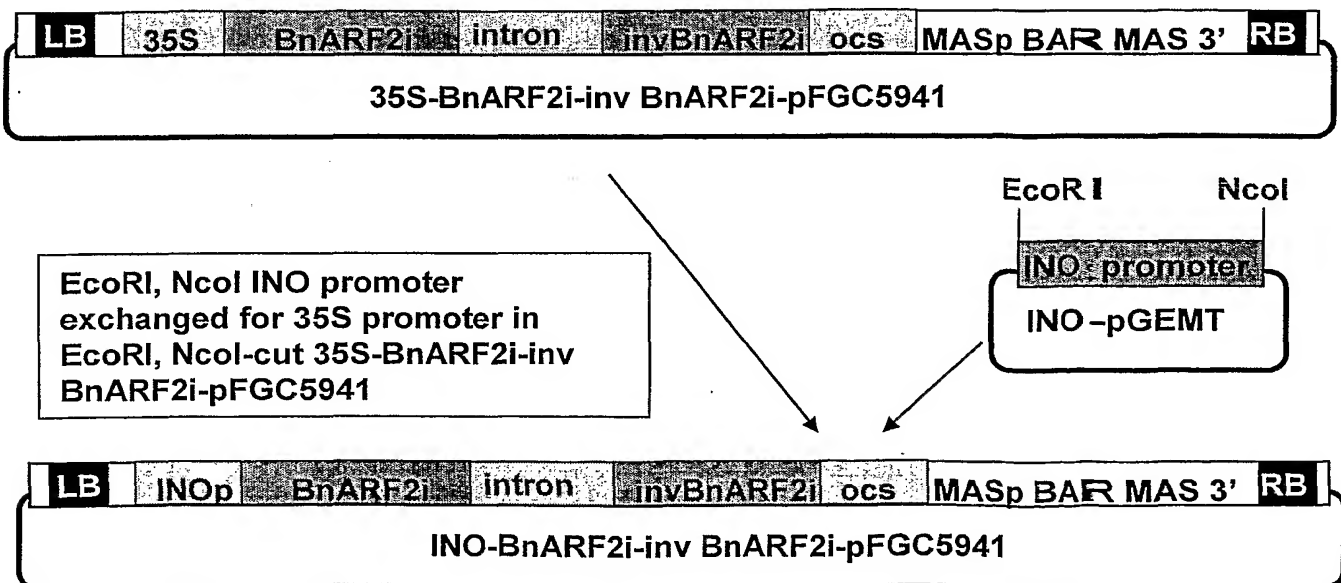 LB 35S BnARF2i intron invBnARF2i ocs MASp BAR MAS 3' RB
35S-BnARF2i-inv BnARF2i-pFGC5941
EcoRI NcoI
INO promoter
INO-pGEMT
EcoRI, NcoI INO promoter
exchanged for 35S promoter in
EcoRI, NcoI-cut 35S-BnARF2i-inv
BnARF2i-pFGC5941
LB INOp BnARF2i intron invBnARF2i ocs MASp BAR MAS 3' RB
INO-BnARF2i-inv BnARF2i-pFGC5941